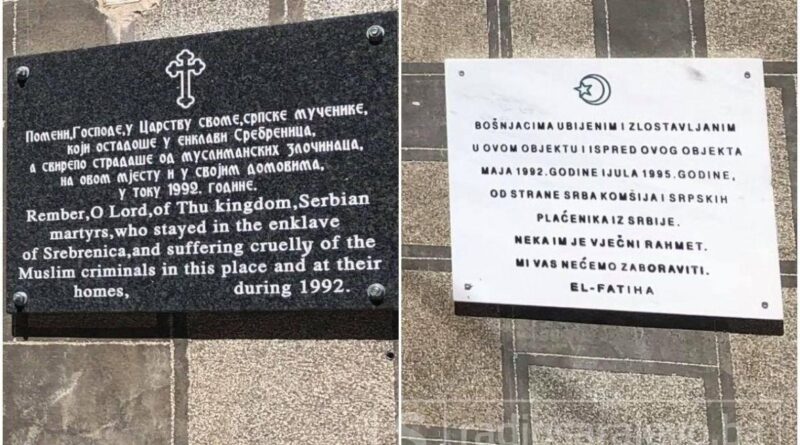 Помени,Господе,у Царству своме,српске мученике,
који остадоше у енклави Сребреница,
а свирепо страдаше од муслиманских злочинаца,
на овом мјесту и у својим домовима,
у току 1992. године.
Rember,O Lord,of Thu kingdom,Serbian
martyrs,who stayed in the enklave
of Srebrenica,and suffering cruelly of the
Muslim criminals in this place and at their
homes, during 1992.
BOŠNJACIMA UBIJENIM I ZLOSTAVLJANIM
U OVOM OBJEKTU I ISPRED OVOG OBJEKTA
MAJA 1992.GODINE I JULA 1995.GODINE,
OD STRANE SRBA KOMŠIJA I SRPSKIH
PLAĆENIKA IZ SRBIJE.
NEKA IM JE VJEČNI RAHMET.
MI VAS NEĆEMO ZABORAVITI.
EL-FATIHA
radiosarajevo.ba